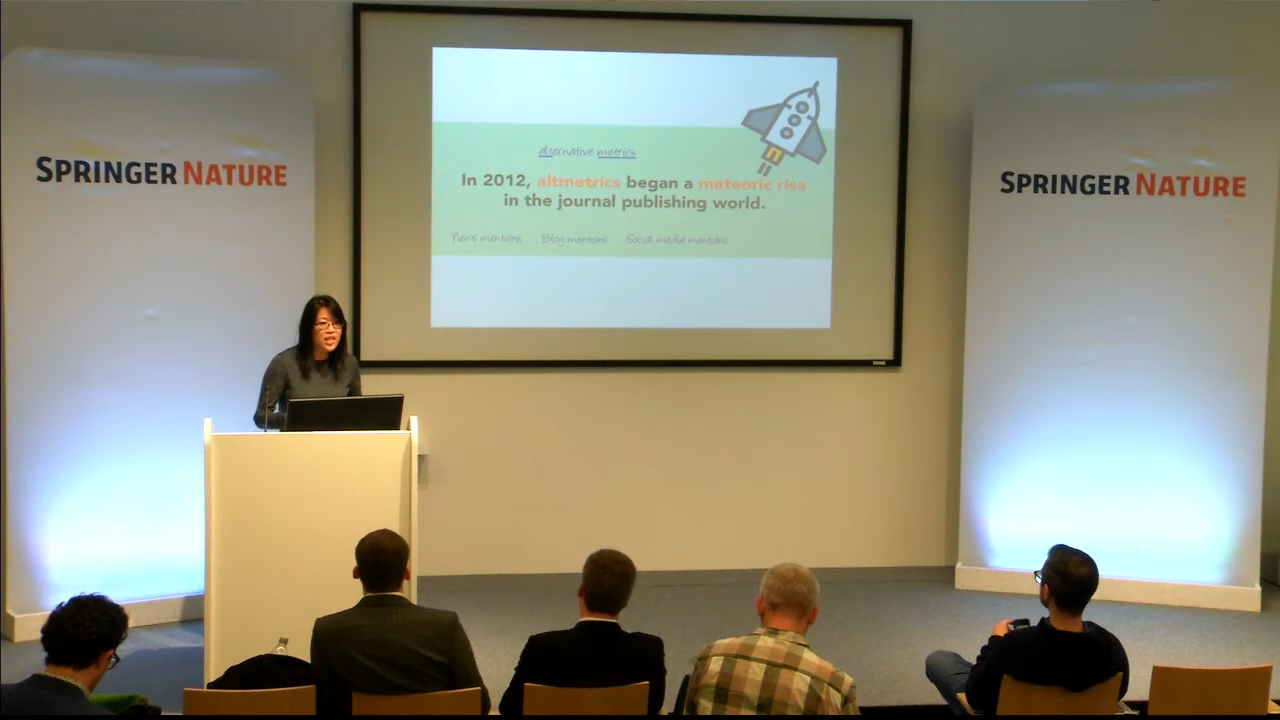 SPRINGER NATURE
alternative metrics
In 2012, altmetrics began a meteoric rise
in the journal publishing world.
News mentions Blog mentions Social media mentions
SPRINGER NATURE